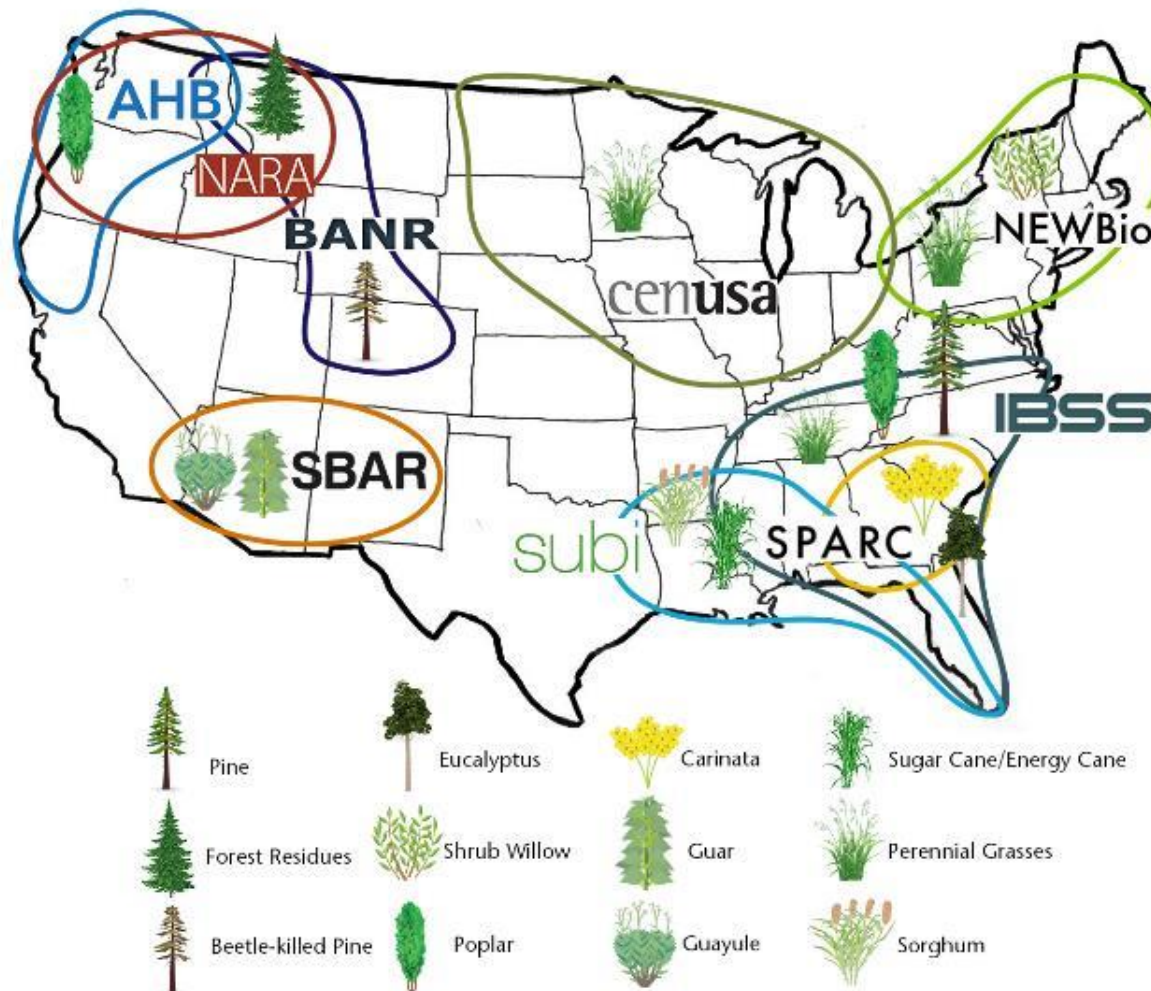 AHB
NARA
BANR
cenusa
NEWBio
IBSS
SBAR
subi
SPARC
Pine
Eucalyptus
Carinata
Sugar Cane/Energy Cane
Forest Residues
Shrub Willow
Guar
Perennial Grasses
Beetle-killed Pine
Poplar
Guayule
Sorghum